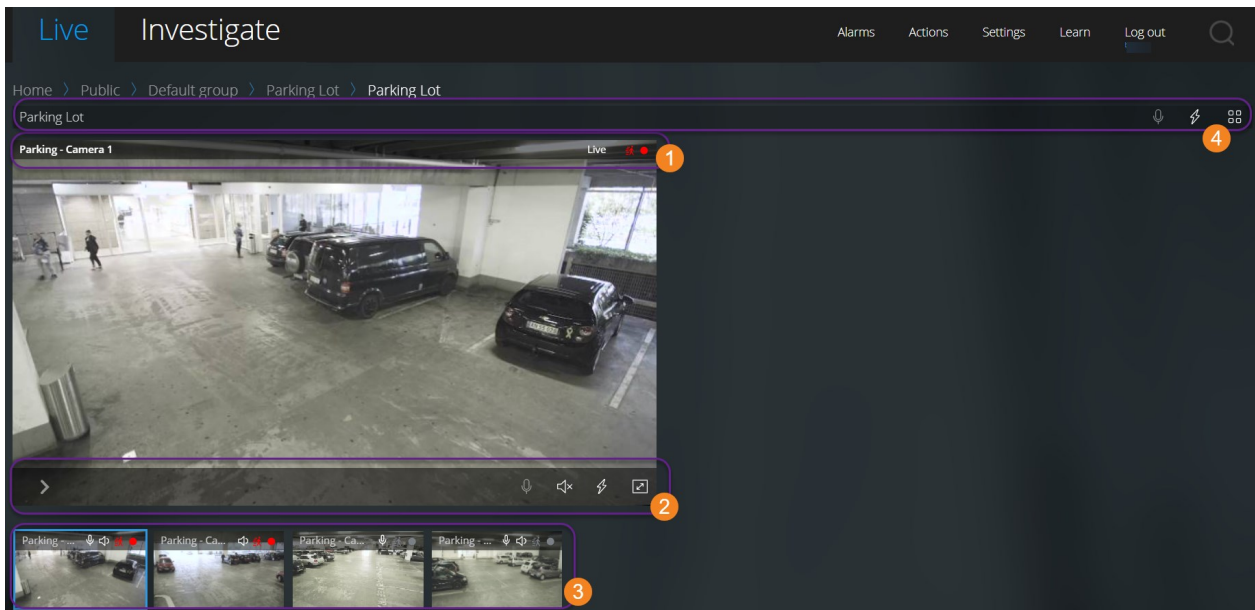 Live Investigate Alarms Actions Settings Learn Log out
Home 〉 Public 〉 Default group 〉 Parking Lot 〉 Parking Lot
Parking Lot
4
Parking - Camera 1 Live
1
2
Parking - ... Parking - Ca... Parking - Ca... Parking - ...
3